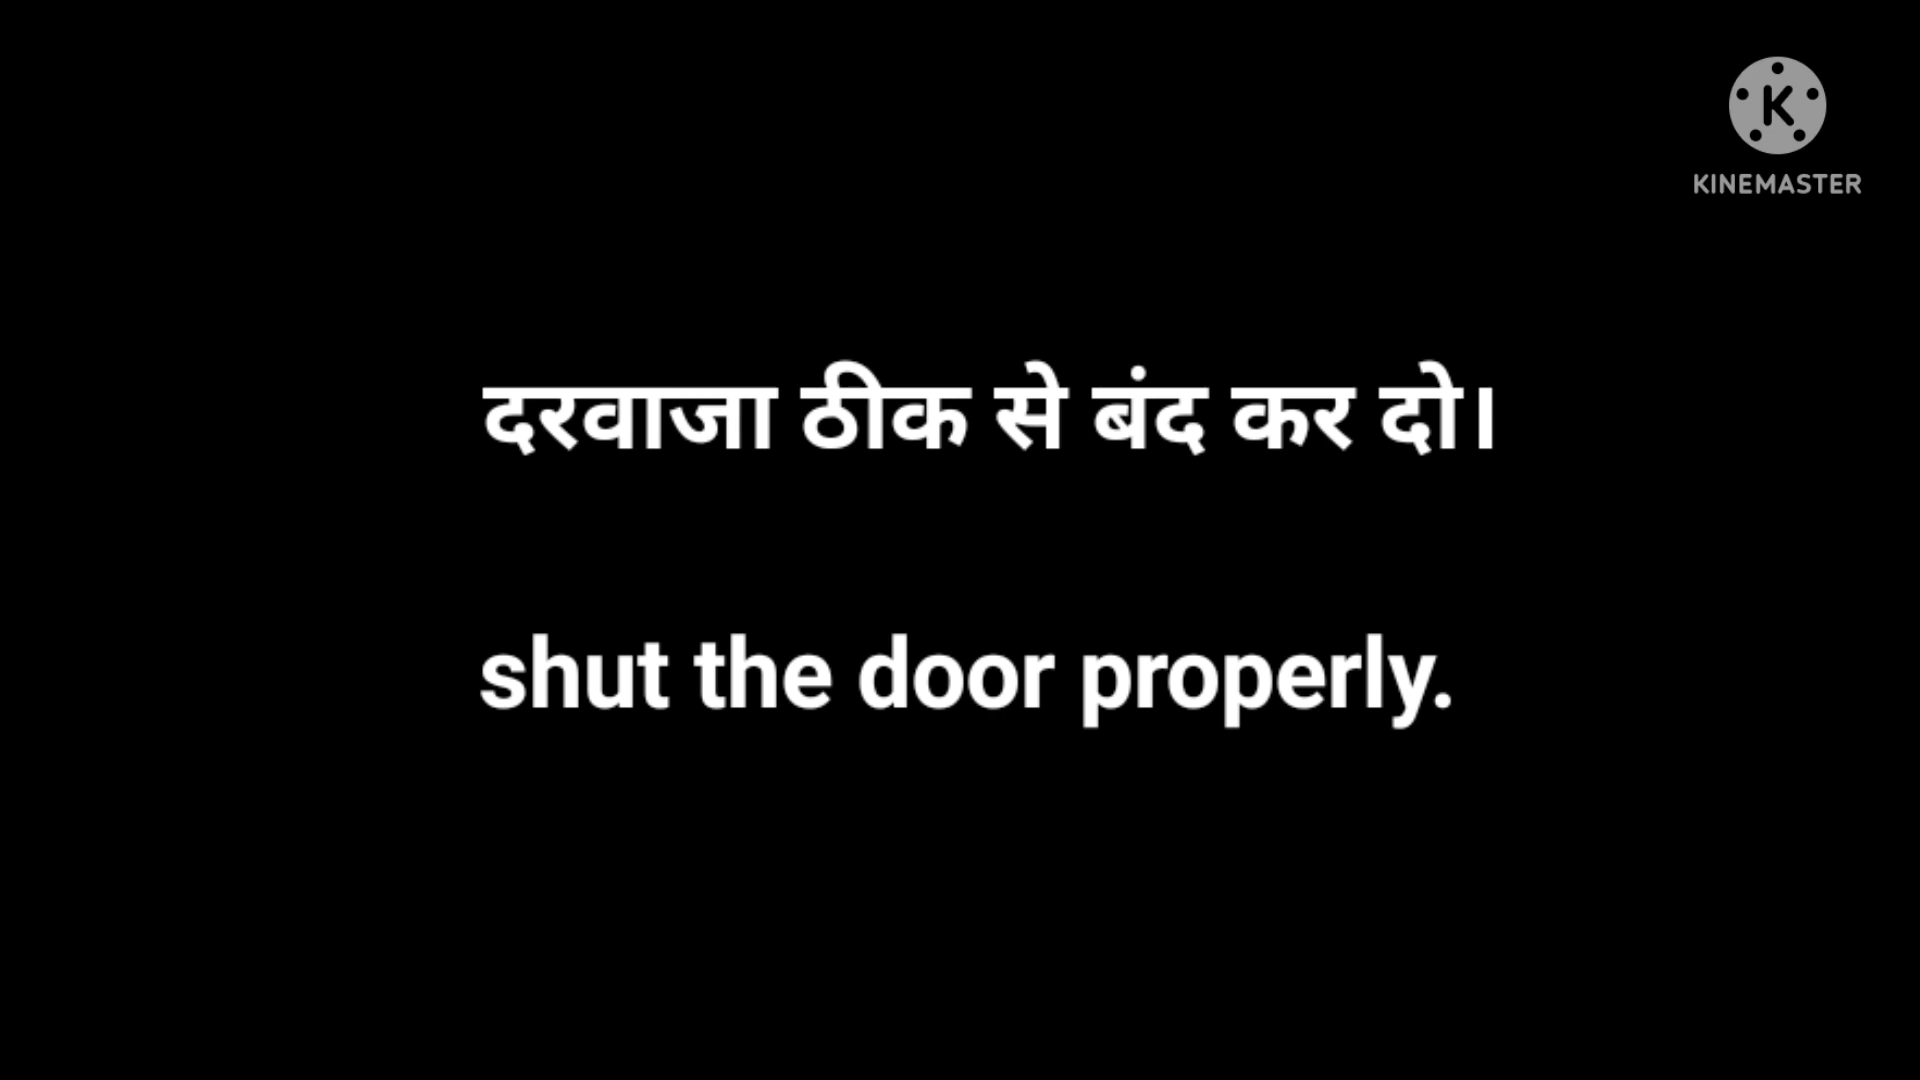 KINEMASTER
दरवाजा ठीक से बंद कर दो।
shut the door properly.